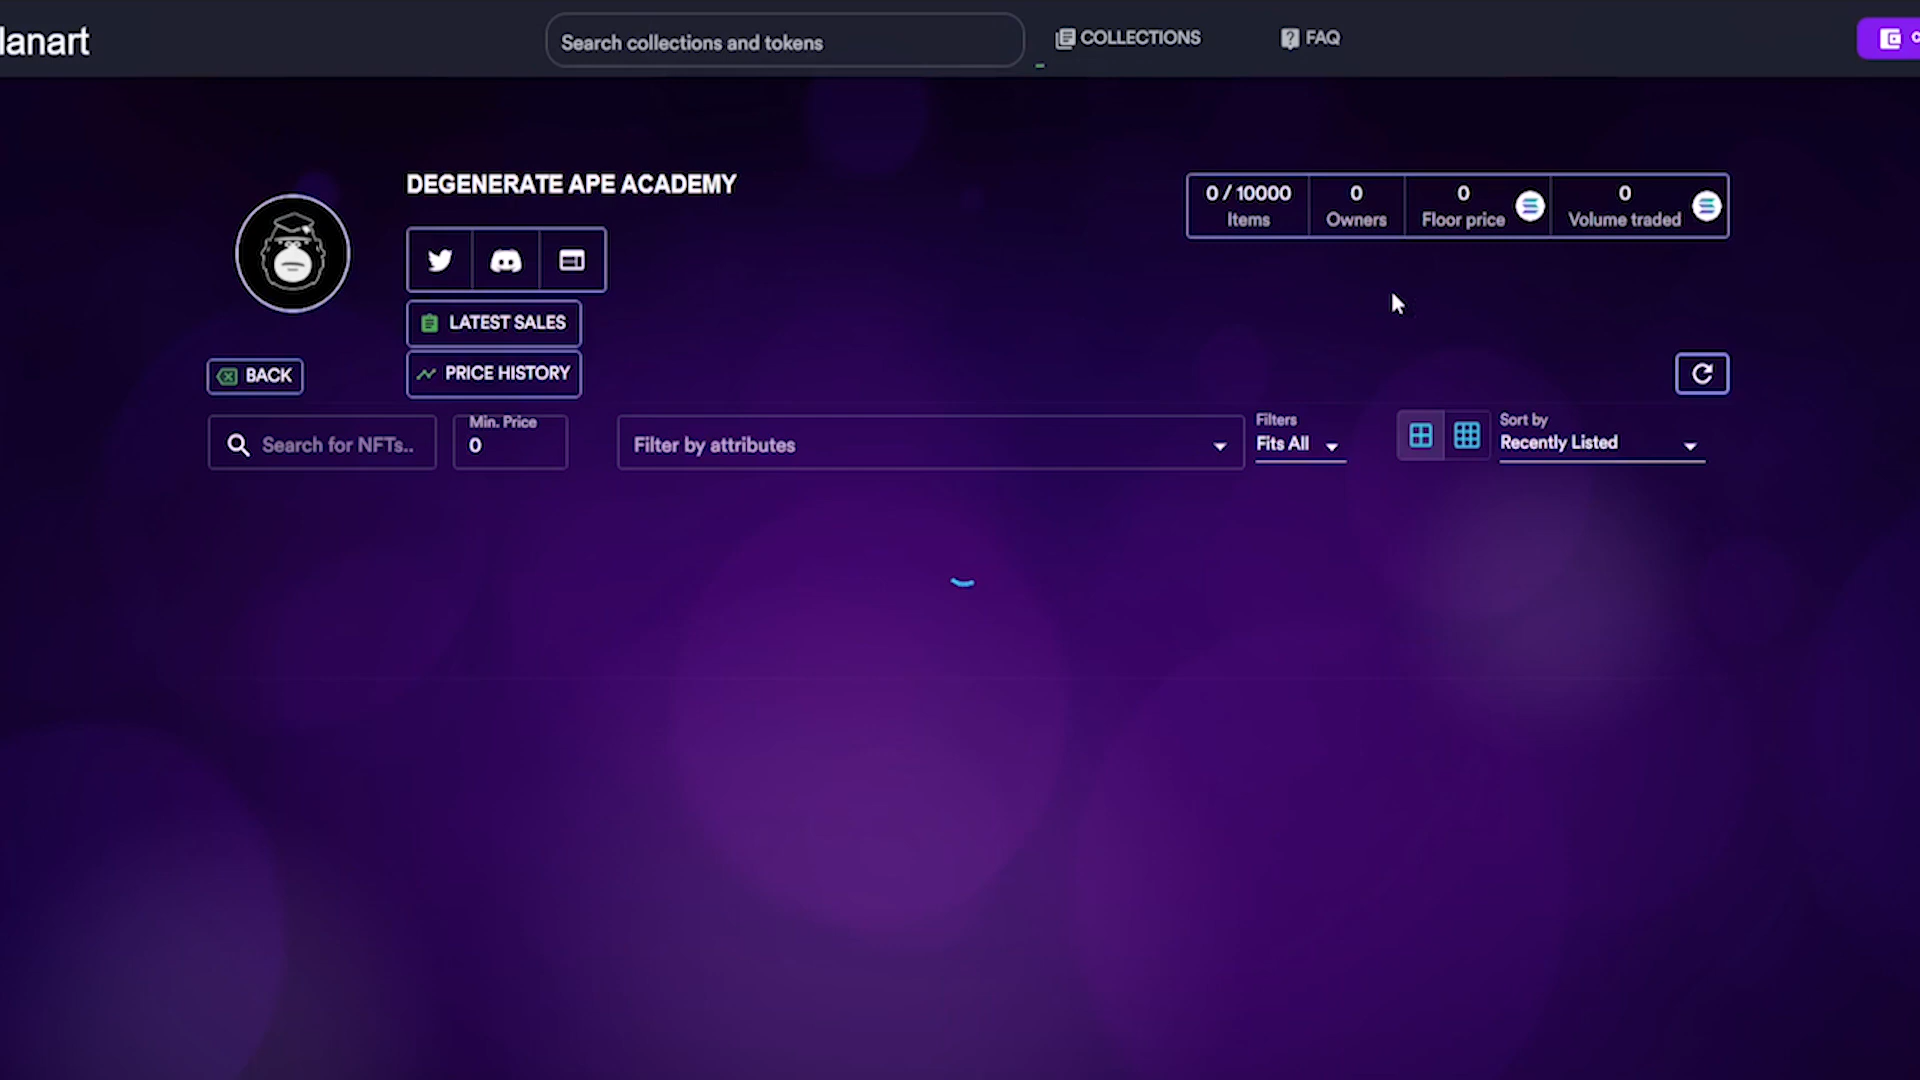 lanart
Search collections and tokens
COLLECTIONS
FAQ
DEGENERATE APE ACADEMY
0 / 10000
Items
0
Owners
0
Floor price
0
Volume traded
LATEST SALES
PRICE HISTORY
BACK
Search for NFTs..
Min. Price
0
Filter by attributes
Filters
Fits All
Sort by
Recently Listed